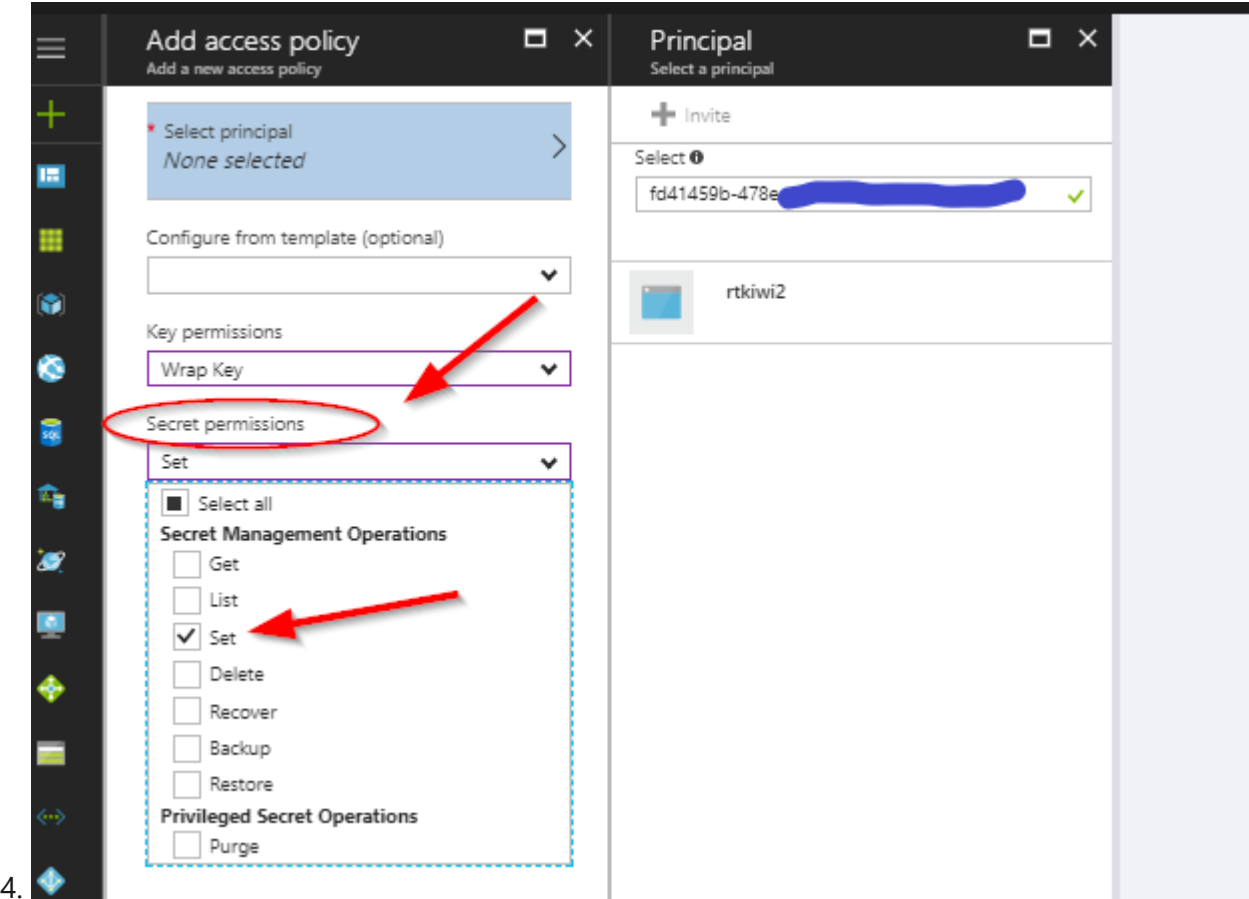 Add access policy
Add a new access policy
* Select principal
None selected
Configure from template (optional)
Key permissions
Wrap Key
Secret permissions
Set
Select all
Secret Management Operations
Get
List
Set
Delete
Recover
Backup
Restore
Privileged Secret Operations
Purge
Principal
Select a principal
Invite
Select
fd41459b-478e
rtkiwi2
SQL
4.